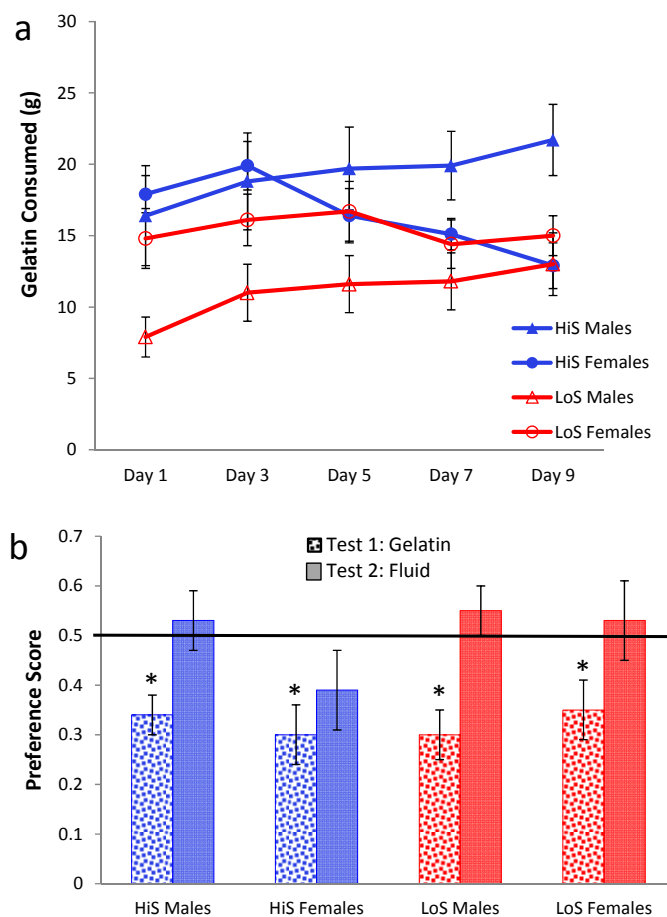 a
30
25
20
15
10
5
0
Gelatin Consumed (g)
HiS Males
HiS Females
LoS Males
LoS Females
Day 1 Day 3 Day 5 Day 7 Day 9
b
0.7
0.6
0.5
0.4
0.3
0.2
0.1
0
Preference Score
Test 1: Gelatin
Test 2: Fluid
* * * *
HiS Males HiS Females LoS Males LoS Females